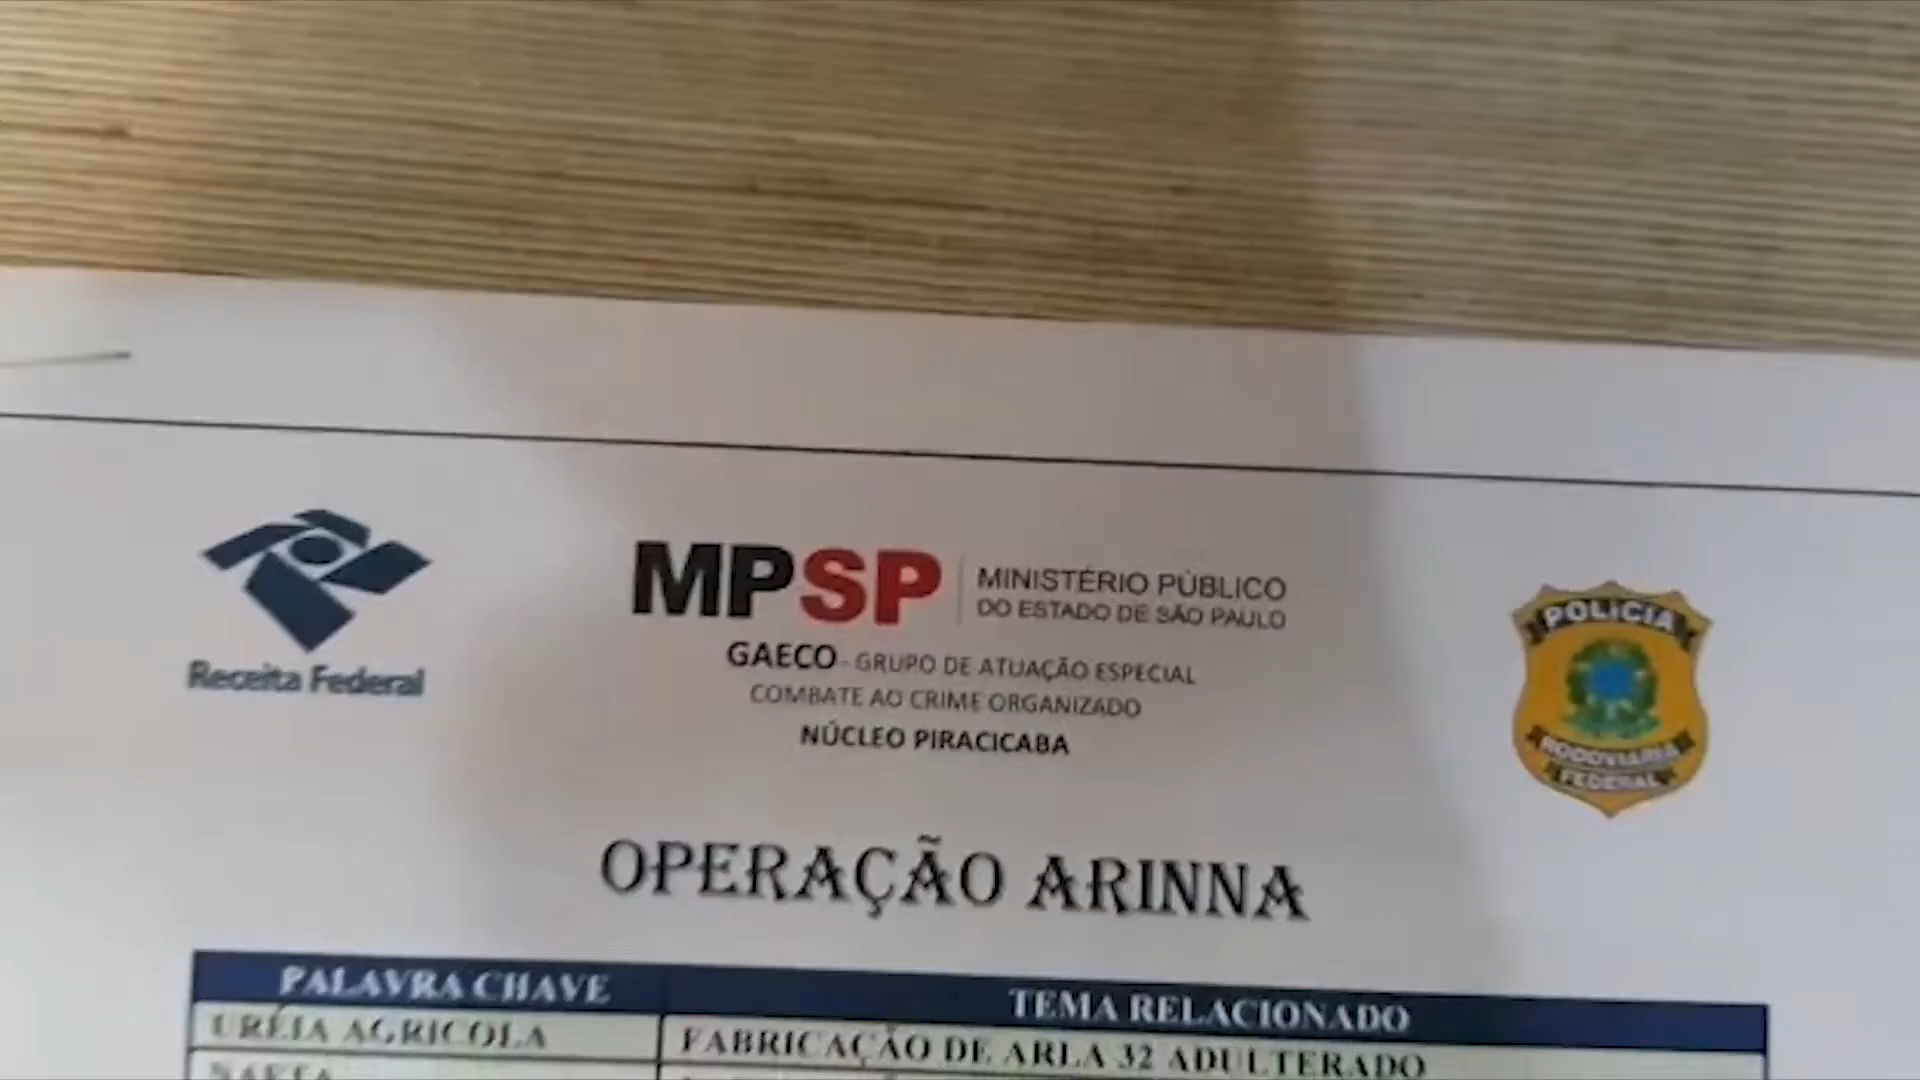 Receita Federal
MPSP
MINISTÉRIO PÚBLICO
DO ESTADO DE SÃO PAULO
GAECO - GRUPO DE ATUAÇÃO ESPECIAL
COMBATE AO CRIME ORGANIZADO
NÚCLEO PIRACICABA
POLÍCIA
RODOVIÁRIA
FEDERAL
OPERAÇÃO ARINNA
PALAVRA CHAVE
TEMA RELACIONADO
URÉIA AGRICOLA
FABRICAÇÃO DE ARLA 32 ADULTERADO
NAFTA